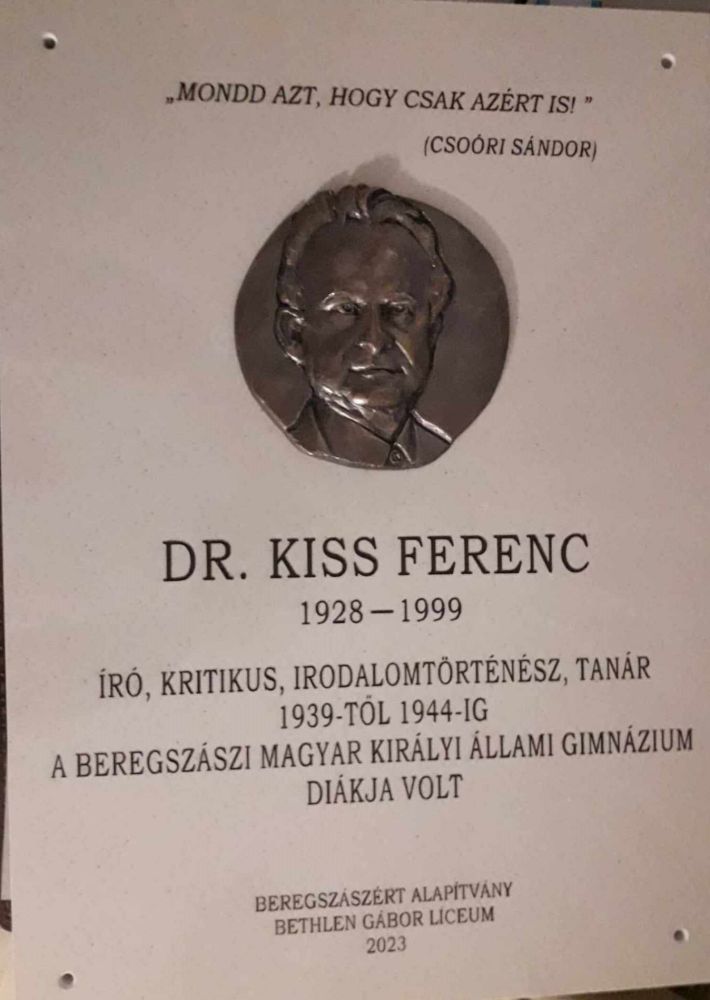 „MONDD AZT, HOGY CSAK AZÉRT IS! ”
(CSOÓRI SÁNDOR)
DR. KISS FERENC
1928 – 1999
ÍRÓ, KRITIKUS, IRODALOMTÖRTÉNÉSZ, TANÁR
1939-TŐL 1944-IG
A BEREGSZÁSZI MAGYAR KIRÁLYI ÁLLAMI GIMNÁZIUM
DIÁKJA VOLT
BEREGSZÁSZÉRT ALAPÍTVÁNY
BETHLEN GÁBOR LÍCEUM
2023